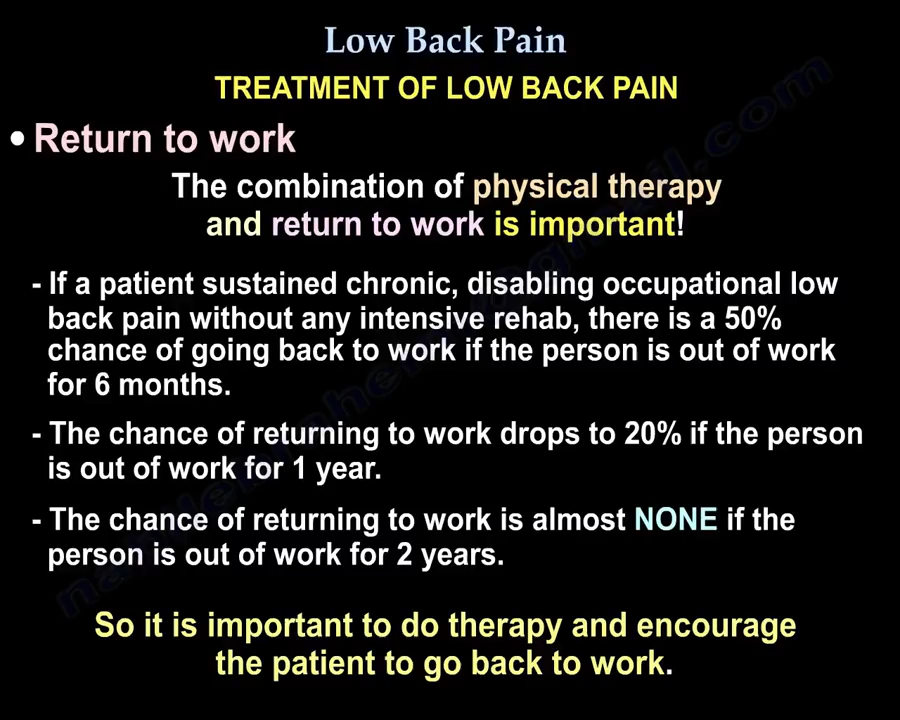 Low Back Pain
TREATMENT OF LOW BACK PAIN
• Return to work
The combination of physical therapy
and return to work is important!
- If a patient sustained chronic, disabling occupational low
back pain without any intensive rehab, there is a 50%
chance of going back to work if the person is out of work
for 6 months.
- The chance of returning to work drops to 20% if the person
is out of work for 1 year.
- The chance of returning to work is almost NONE if the
person is out of work for 2 years.
So it is important to do therapy and encourage
the patient to go back to work.